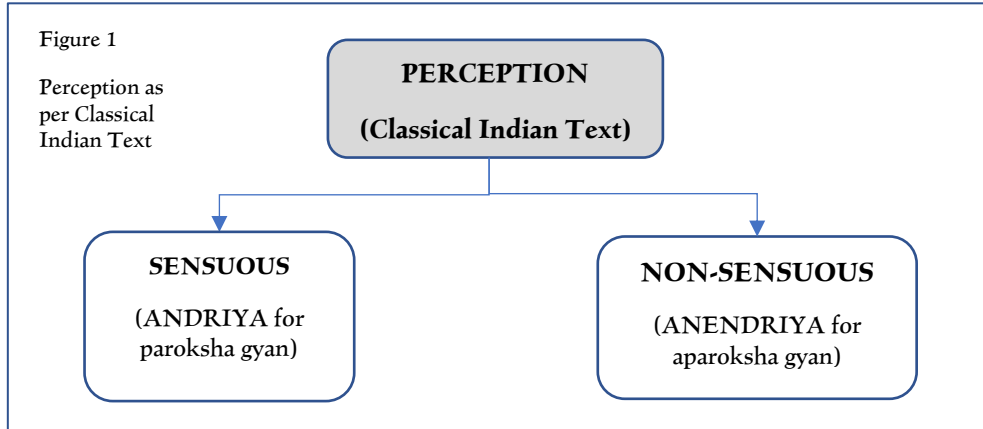 Figure 1
Perception as
per Classical
Indian Text
PERCEPTION
(Classical Indian Text)
SENSUOUS
(ANDRIYA for
paroksha gyan)
NON-SENSUOUS
(ANENDRIYA for
aparoksha gyan)